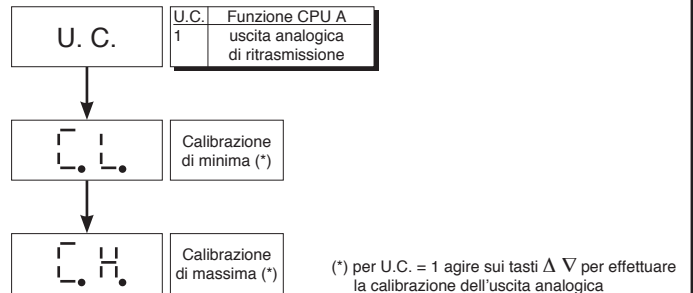 U. C.
U.C. Funzione CPU A
1 uscita analogica
di ritrasmissione
C. L.
Calibrazione
di minima (*)
C. H.
Calibrazione
di massima (*)
(*) per U.C. = 1 agire sui tasti Δ ∇ per effettuare
la calibrazione dell'uscita analogica